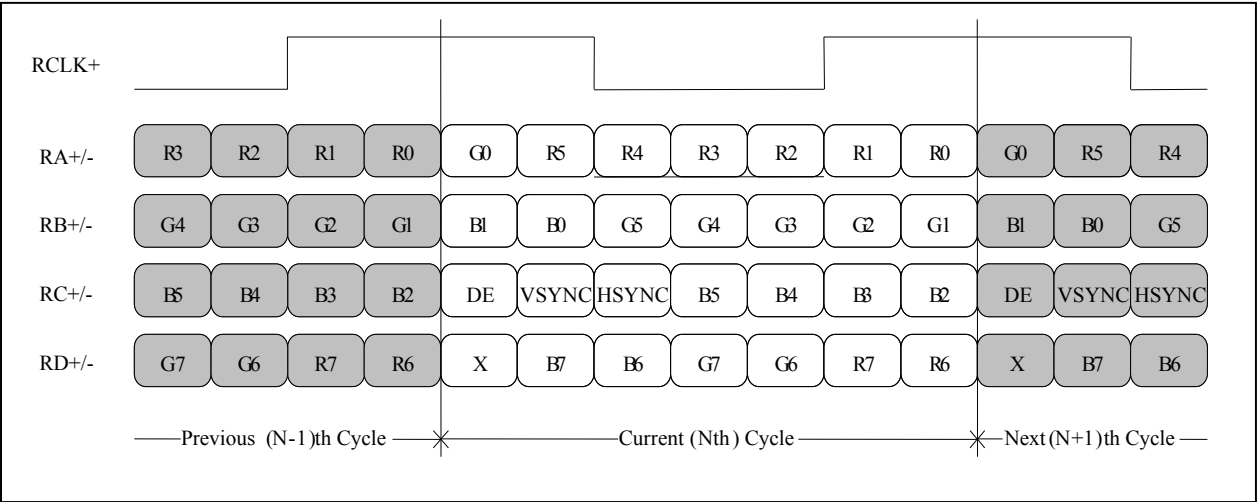 RCLK+
RA+/- R3 R2 R1 R0 G0 R5 R4 R3 R2 R1 R0 G0 R5 R4
RB+/- G4 G3 G2 G1 B1 B0 G5 G4 G3 G2 G1 B1 B0 G5
RC+/- B5 B4 B3 B2 DE VSYNC HSYNC B5 B4 B3 B2 DE VSYNC HSYNC
RD+/- G7 G6 R7 R6 X B7 B6 G7 G6 R7 R6 X B7 B6
Previous (N-1)th Cycle Current (Nth) Cycle Next (N+1)th Cycle